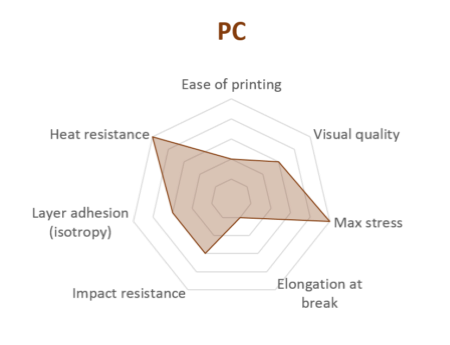 PC
Ease of printing
Heat resistance
Visual quality
Layer adhesion
(isotropy)
Max stress
Impact resistance
Elongation at
break